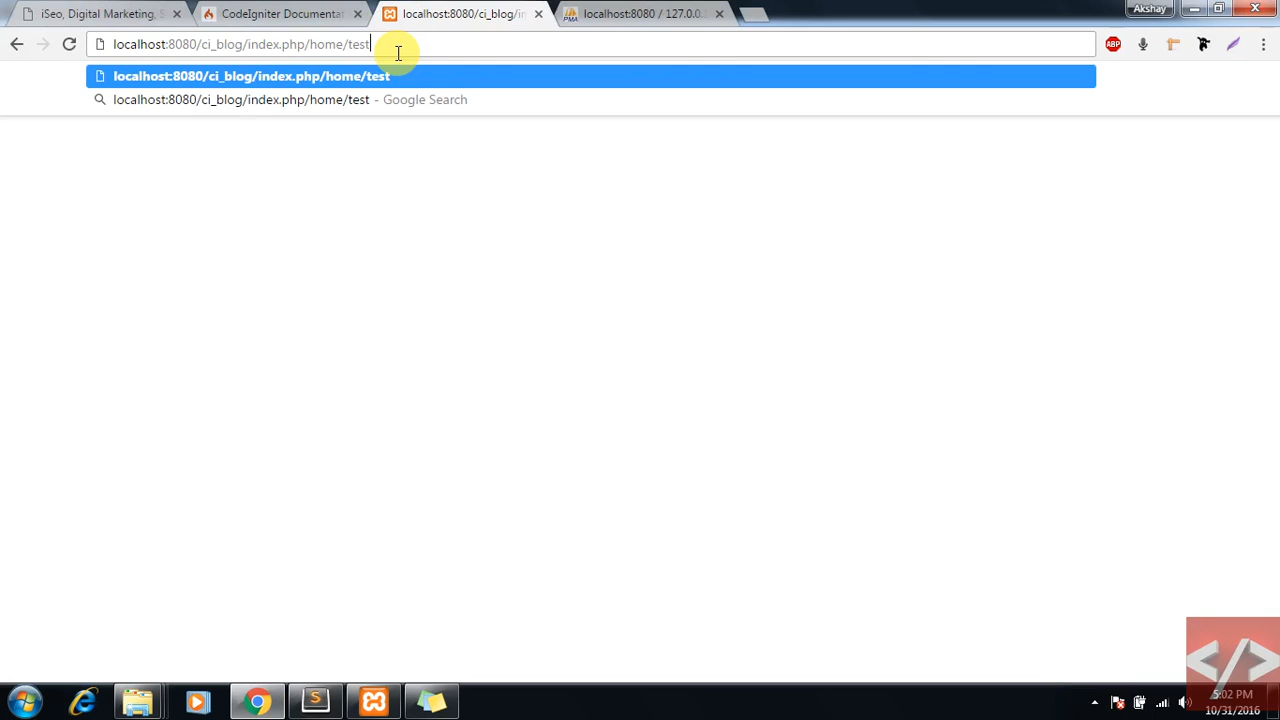 iSeo, Digital Marketing, S
CodeIgniter Documenta
localhost:8080/ci_blog/in
localhost:8080 / 127.0.0.
Akshay
localhost:8080/ci_blog/index.php/home/test
ABP
localhost:8080/ci_blog/index.php/home/test
localhost:8080/ci_blog/index.php/home/test - Google Search
5:02 PM
10/31/2016